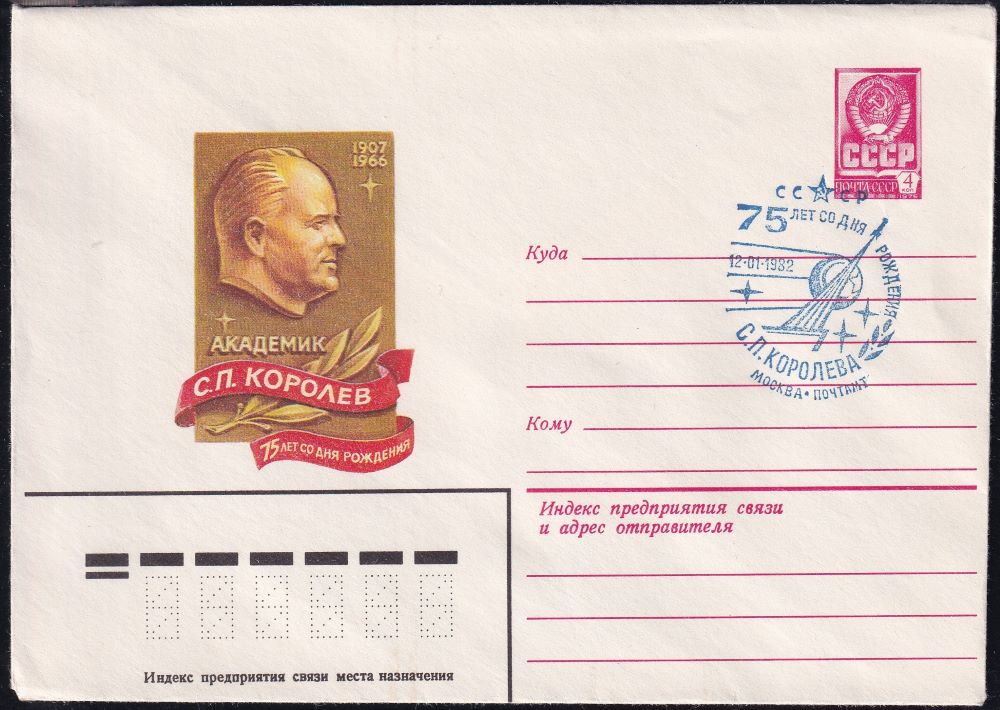 1907
1966
АКАДЕМИК
С.П. КОРОЛЕВ
75 ЛЕТ СО ДНЯ РОЖДЕНИЯ
СССР
ПОЧТА СССР
4
КОП
1976
СССР
75 ЛЕТ СО ДНЯ РОЖДЕНИЯ
12-01-1982
С.П. КОРОЛЕВА
МОСКВА • ПОЧТАМТ
Куда
Кому
Индекс предприятия связи
и адрес отправителя
Индекс предприятия связи места назначения